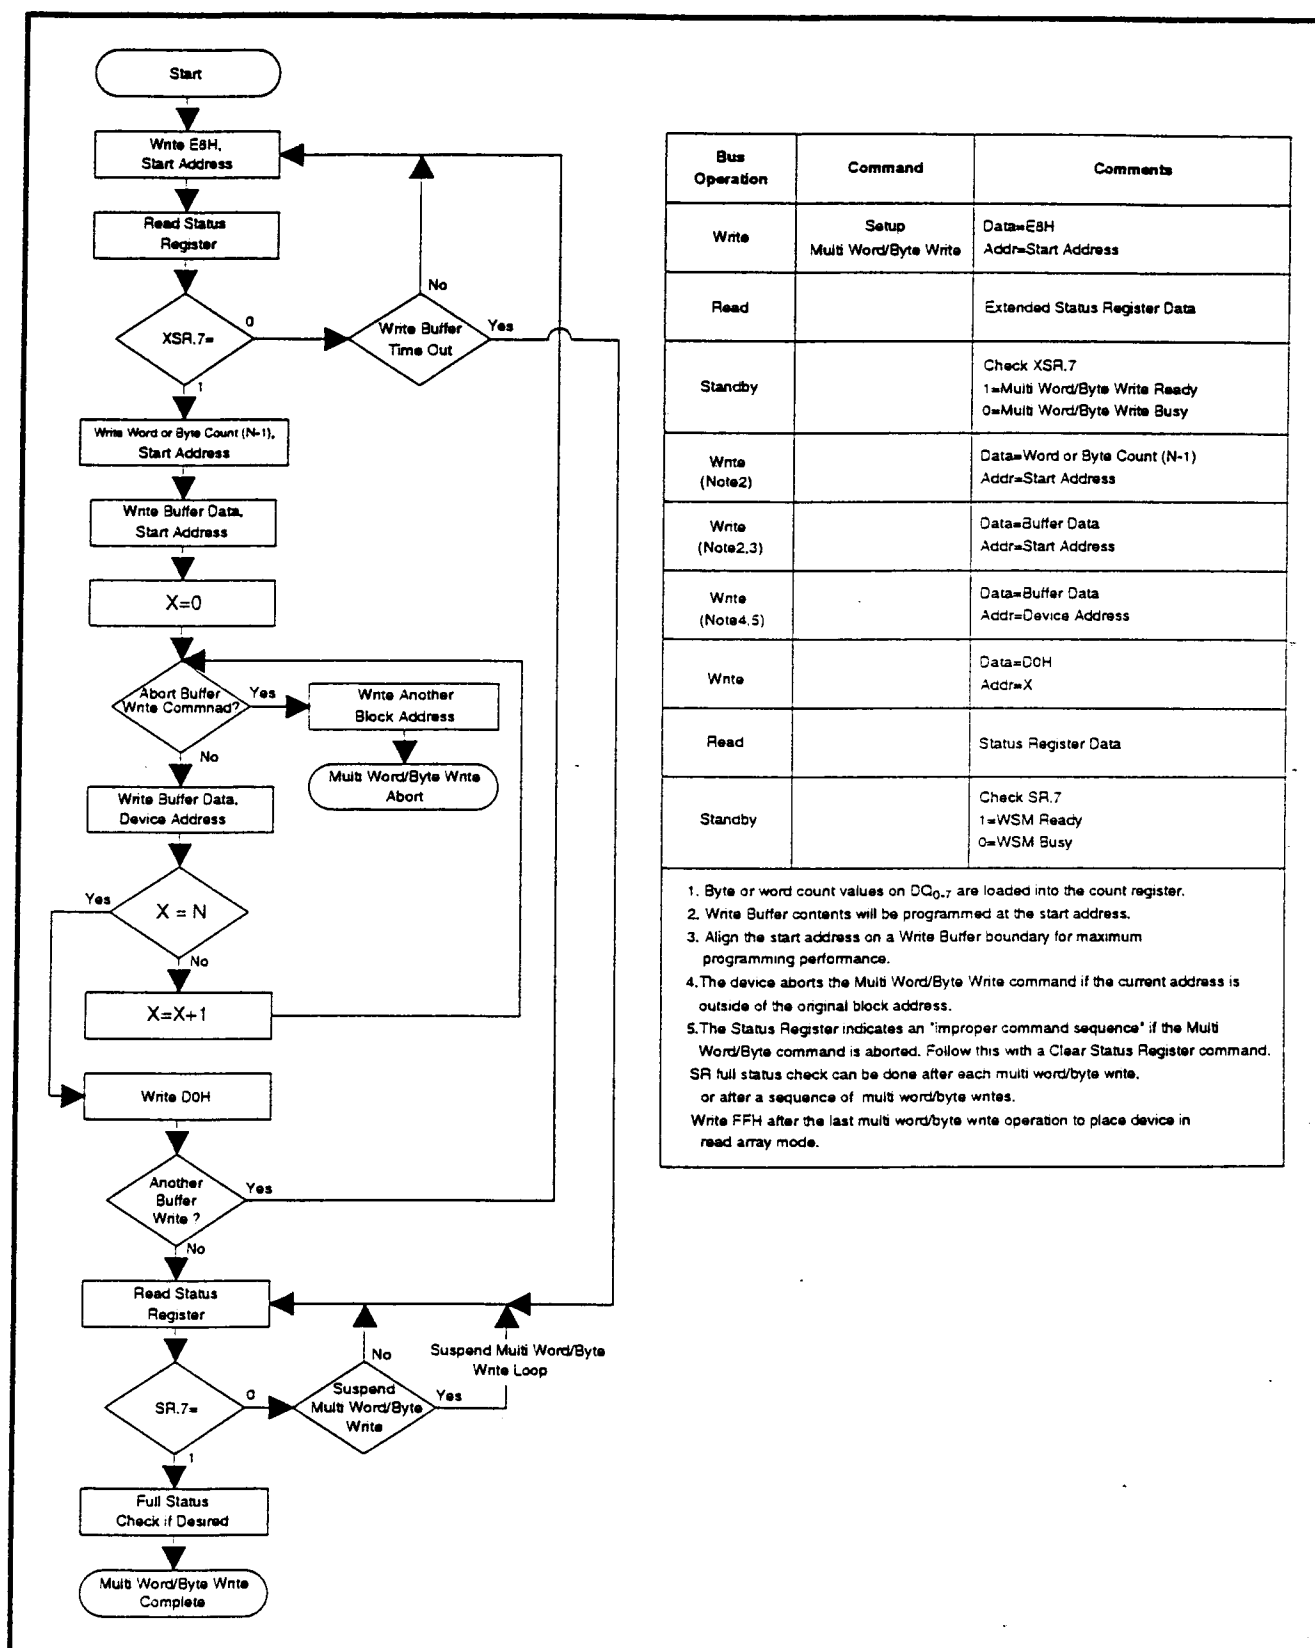 Start
Write E8H,
Start Address
Read Status
Register
No
XSR.7=
0
Write Buffer
Time Out
Yes
1
Write Word or Byte Count (N-1),
Start Address
Write Buffer Data,
Start Address
X=0
Abort Buffer
Write Commnad?
Yes
Write Another
Block Address
No
Multi Word/Byte Write
Abort
Write Buffer Data,
Device Address
Yes
X = N
No
X=X+1
Write D0H
Another
Buffer
Write ?
Yes
No
Read Status
Register
No
Suspend Multi Word/Byte
Write Loop
SR.7=
0
Suspend
Multi Word/Byte
Write
Yes
1
Full Status
Check if Desired
Multi Word/Byte Write
Complete
Bus
Operation
Command
Comments
Write
Setup
Multi Word/Byte Write
Data=E8H
Addr=Start Address
Read
Extended Status Register Data
Standby
Check XSR.7
1=Multi Word/Byte Write Ready
0=Multi Word/Byte Write Busy
Write
(Note2)
Data=Word or Byte Count (N-1)
Addr=Start Address
Write
(Note2,3)
Data=Buffer Data
Addr=Start Address
Write
(Note4,5)
Data=Buffer Data
Addr=Device Address
Write
Data=D0H
Addr=X
Read
Status Register Data
Standby
Check SR.7
1=WSM Ready
0=WSM Busy
1. Byte or word count values on DQ0-7 are loaded into the count register.
2. Write Buffer contents will be programmed at the start address.
3. Align the start address on a Write Buffer boundary for maximum
programming performance.
4.The device aborts the Multi Word/Byte Write command if the current address is
outside of the original block address.
5.The Status Register indicates an "improper command sequence" if the Multi
Word/Byte command is aborted. Follow this with a Clear Status Register command.
SR full status check can be done after each multi word/byte write,
or after a sequence of multi word/byte writes.
Write FFH after the last multi word/byte write operation to place device in
read array mode.